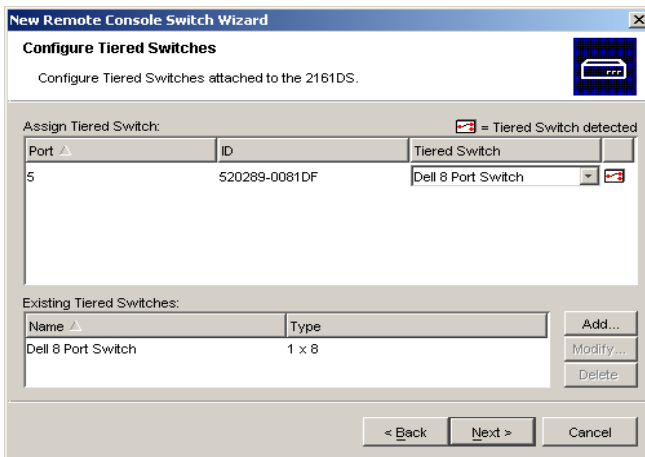 New Remote Console Switch Wizard
Configure Tiered Switches
Configure Tiered Switches attached to the 2161DS.
Assign Tiered Switch:
= Tiered Switch detected
Port ID Tiered Switch
5 520289-0081DF Dell 8 Port Switch
Existing Tiered Switches:
Name Type
Dell 8 Port Switch 1 x 8
Add...
Modify...
Delete
< Back Next > Cancel